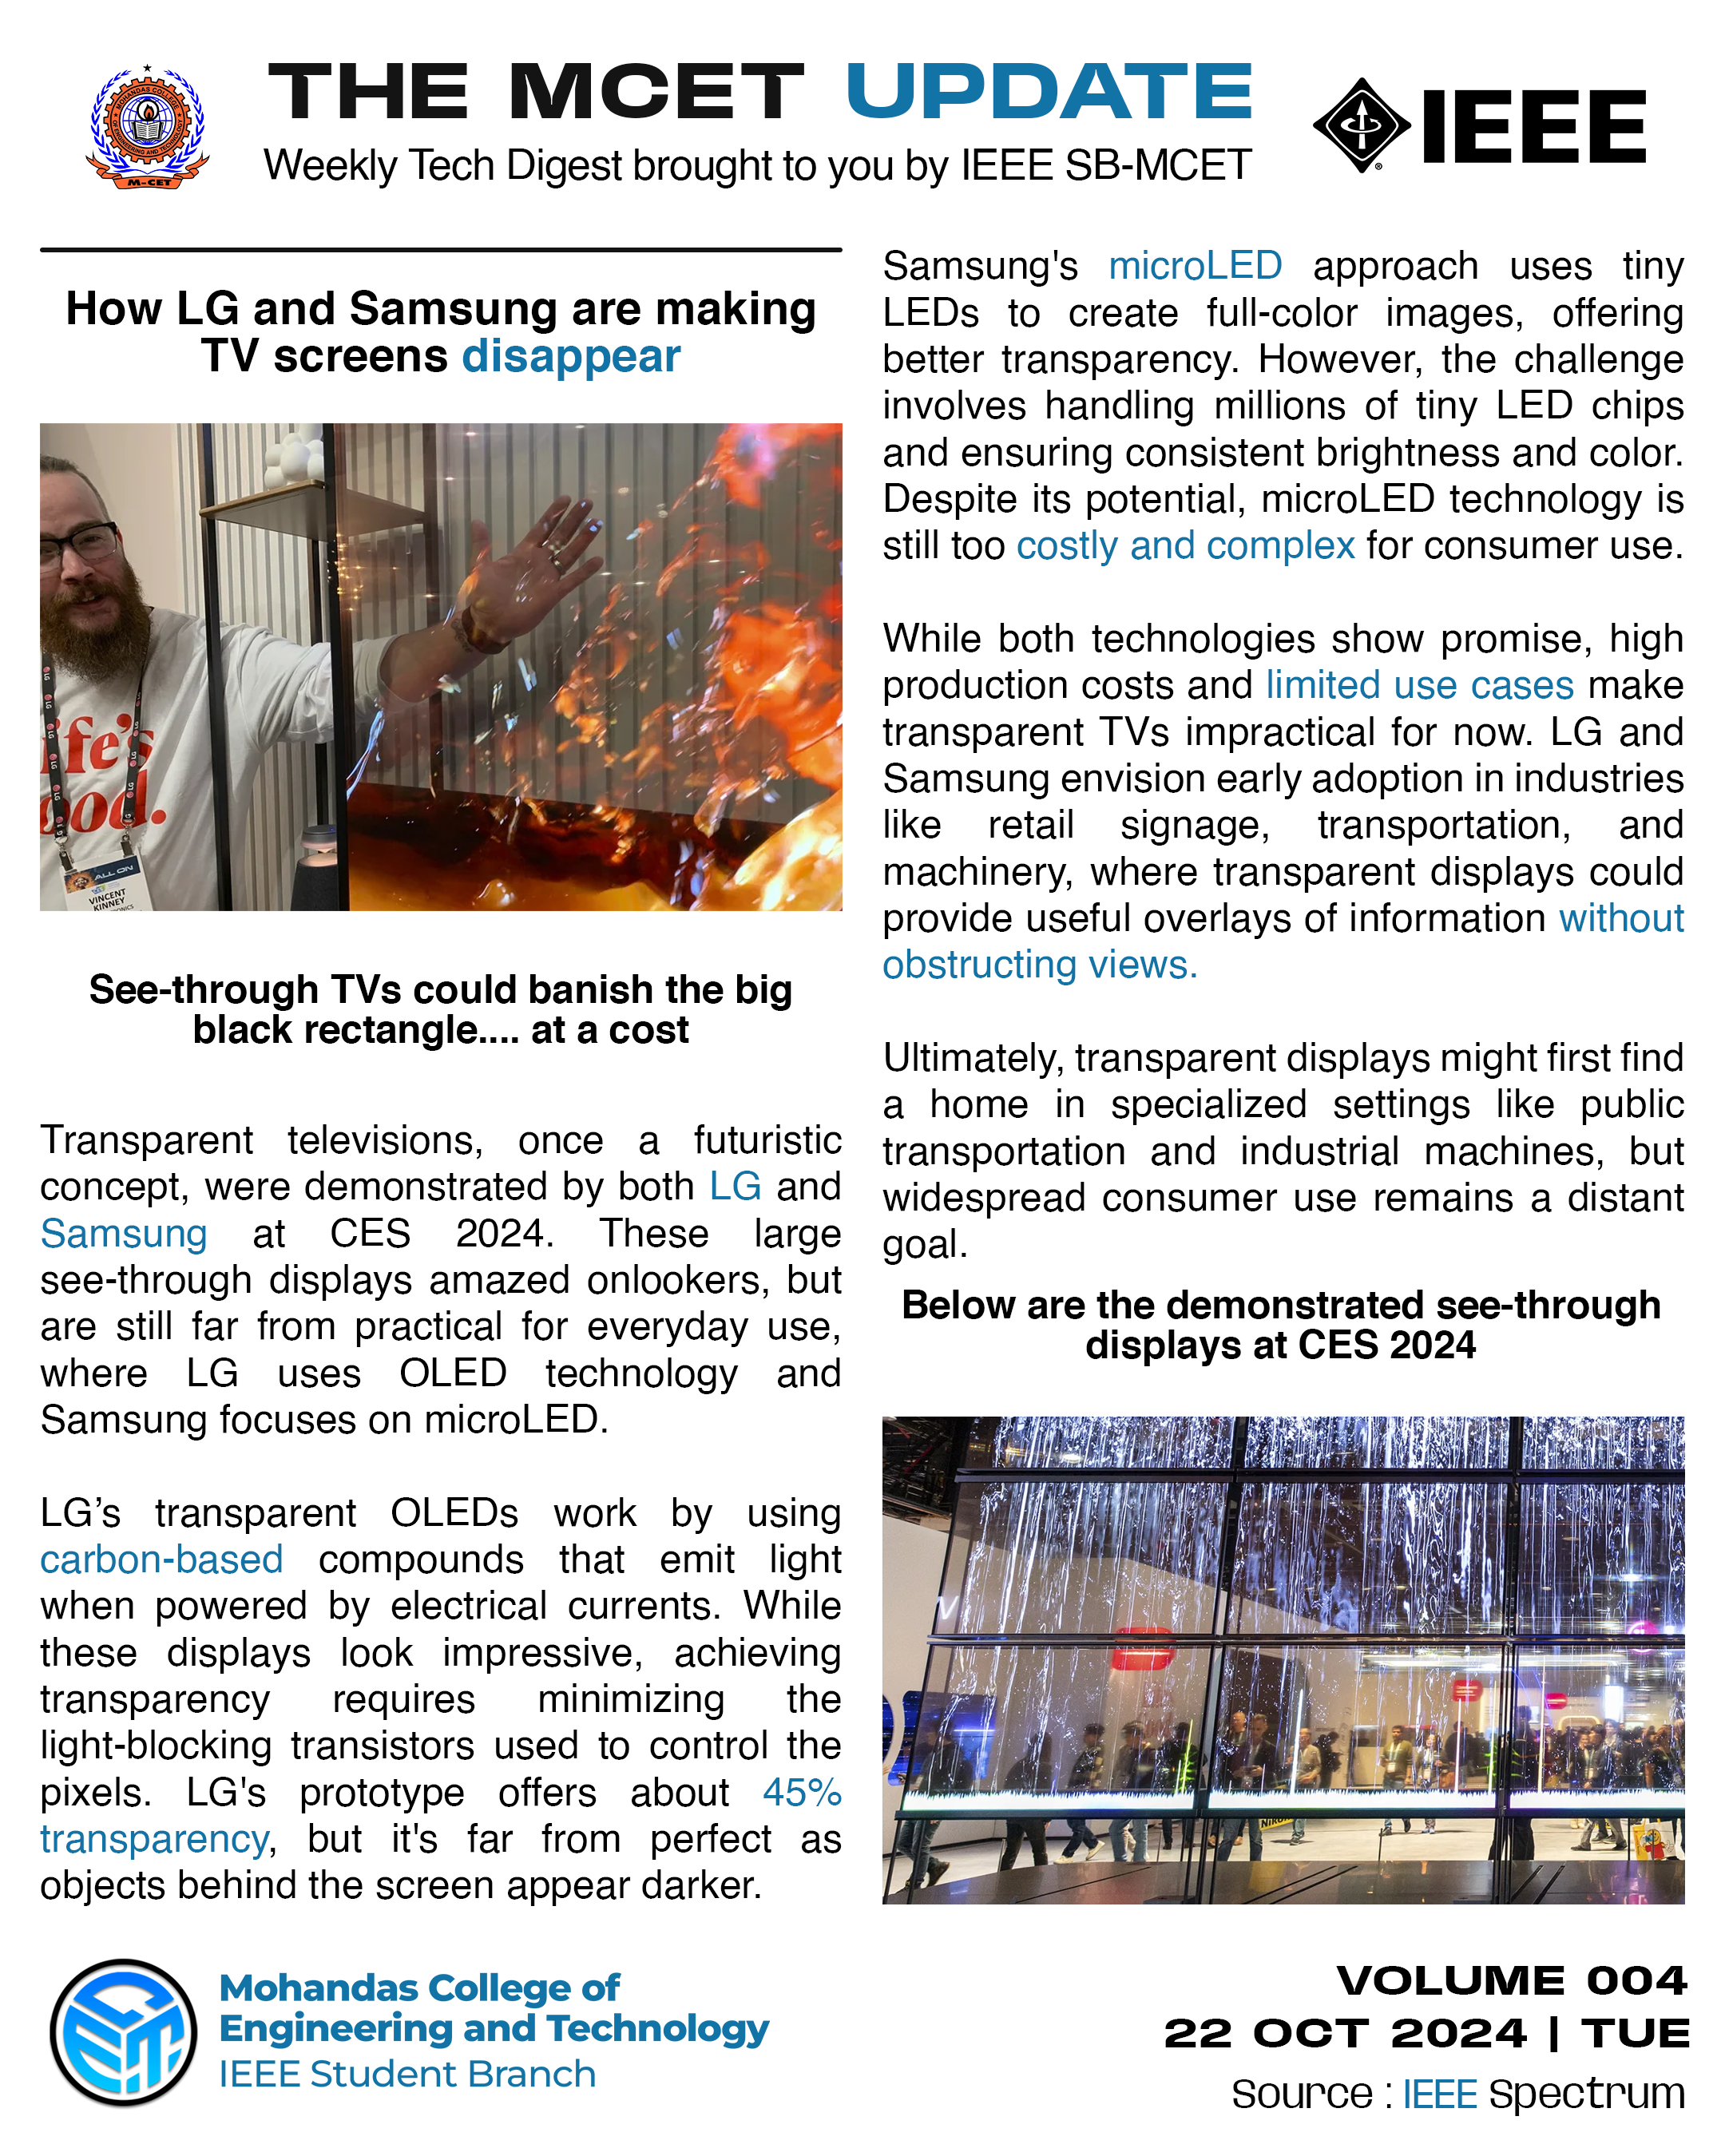 THE MCET UPDATE
Weekly Tech Digest brought to you by IEEE SB-MCET
MOHANDAS COLLEGE
OF ENGINEERING AND TECHNOLOGY
M-CET
IEEE
How LG and Samsung are making
TV screens disappear
ife's
ood.
ALL ON
VINCENT
KINNEY
See-through TVs could banish the big
black rectangle.... at a cost
Transparent televisions, once a futuristic
concept, were demonstrated by both LG and
Samsung at CES 2024. These large
see-through displays amazed onlookers, but
are still far from practical for everyday use,
where LG uses OLED technology and
Samsung focuses on microLED.
LG’s transparent OLEDs work by using
carbon-based compounds that emit light
when powered by electrical currents. While
these displays look impressive, achieving
transparency requires minimizing the
light-blocking transistors used to control the
pixels. LG's prototype offers about 45%
transparency, but it's far from perfect as
objects behind the screen appear darker.
Samsung's microLED approach uses tiny
LEDs to create full-color images, offering
better transparency. However, the challenge
involves handling millions of tiny LED chips
and ensuring consistent brightness and color.
Despite its potential, microLED technology is
still too costly and complex for consumer use.
While both technologies show promise, high
production costs and limited use cases make
transparent TVs impractical for now. LG and
Samsung envision early adoption in industries
like retail signage, transportation, and
machinery, where transparent displays could
provide useful overlays of information without
obstructing views.
Ultimately, transparent displays might first find
a home in specialized settings like public
transportation and industrial machines, but
widespread consumer use remains a distant
goal.
Below are the demonstrated see-through
displays at CES 2024
Mohandas College of
Engineering and Technology
IEEE Student Branch
VOLUME 004
22 OCT 2024 | TUE
Source : IEEE Spectrum